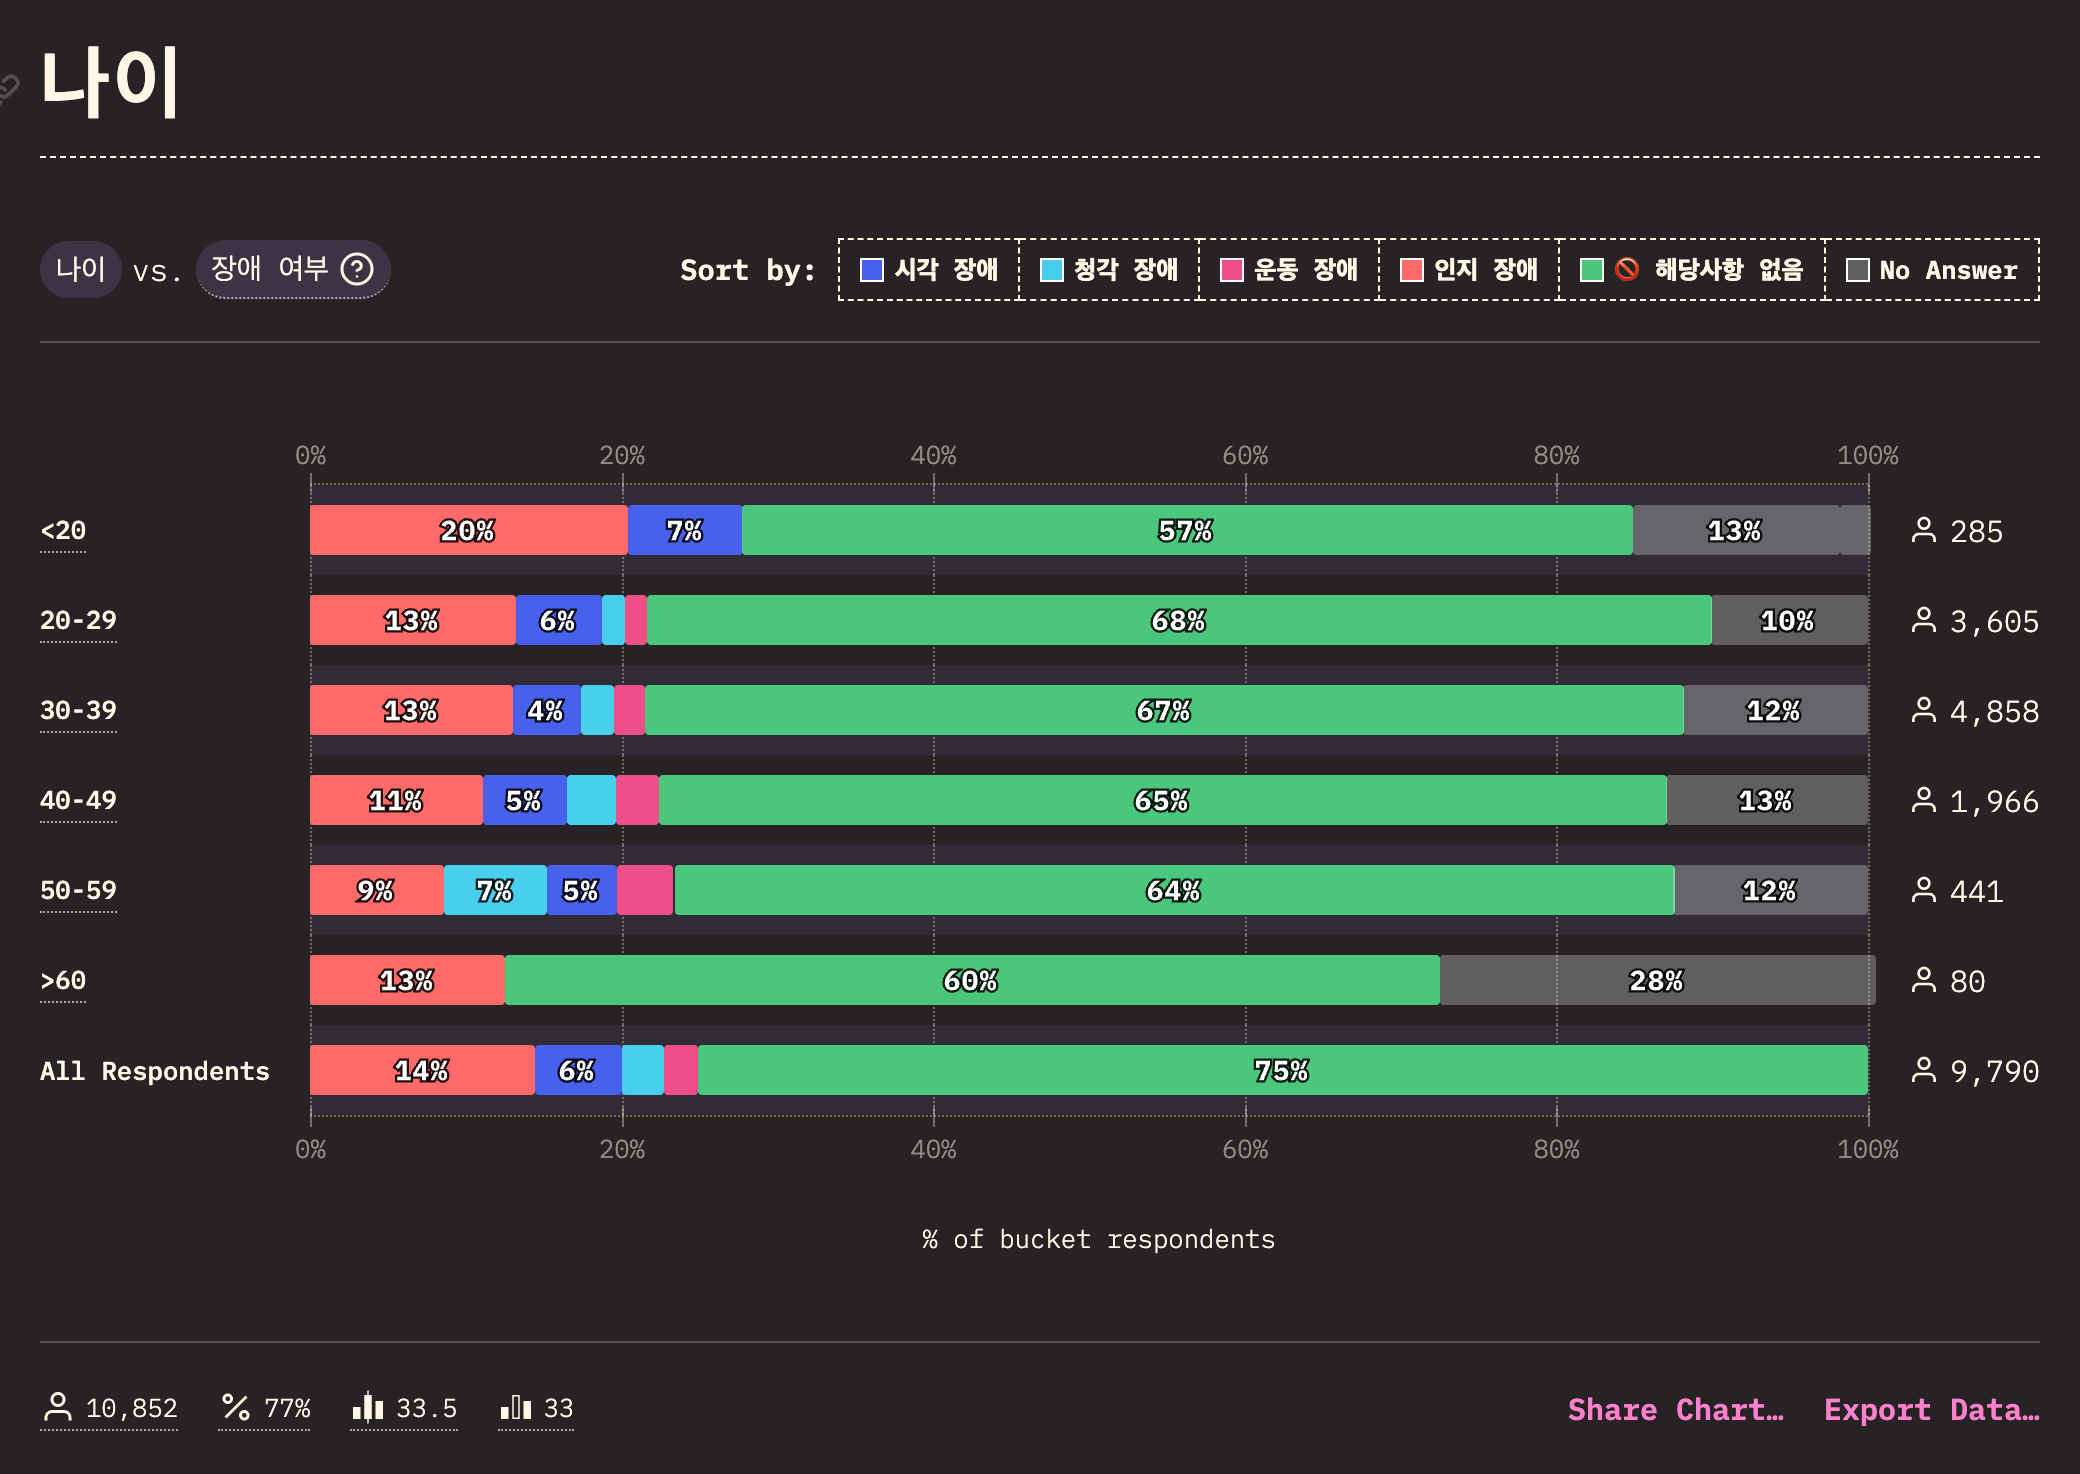 나이
나이 vs. 장애 여부
Sort by: 시각 장애 청각 장애 운동 장애 인지 장애 🚫 해당사항 없음 No Answer
0% 20% 40% 60% 80% 100%
<20 20% 7% 57% 13% 285
20-29 13% 6% 68% 10% 3,605
30-39 13% 4% 67% 12% 4,858
40-49 11% 5% 65% 13% 1,966
50-59 9% 7% 5% 64% 12% 441
>60 13% 60% 28% 80
All Respondents 14% 6% 75% 9,790
0% 20% 40% 60% 80% 100%
% of bucket respondents
10,852 77% 33.5 33 Share Chart… Export Data…